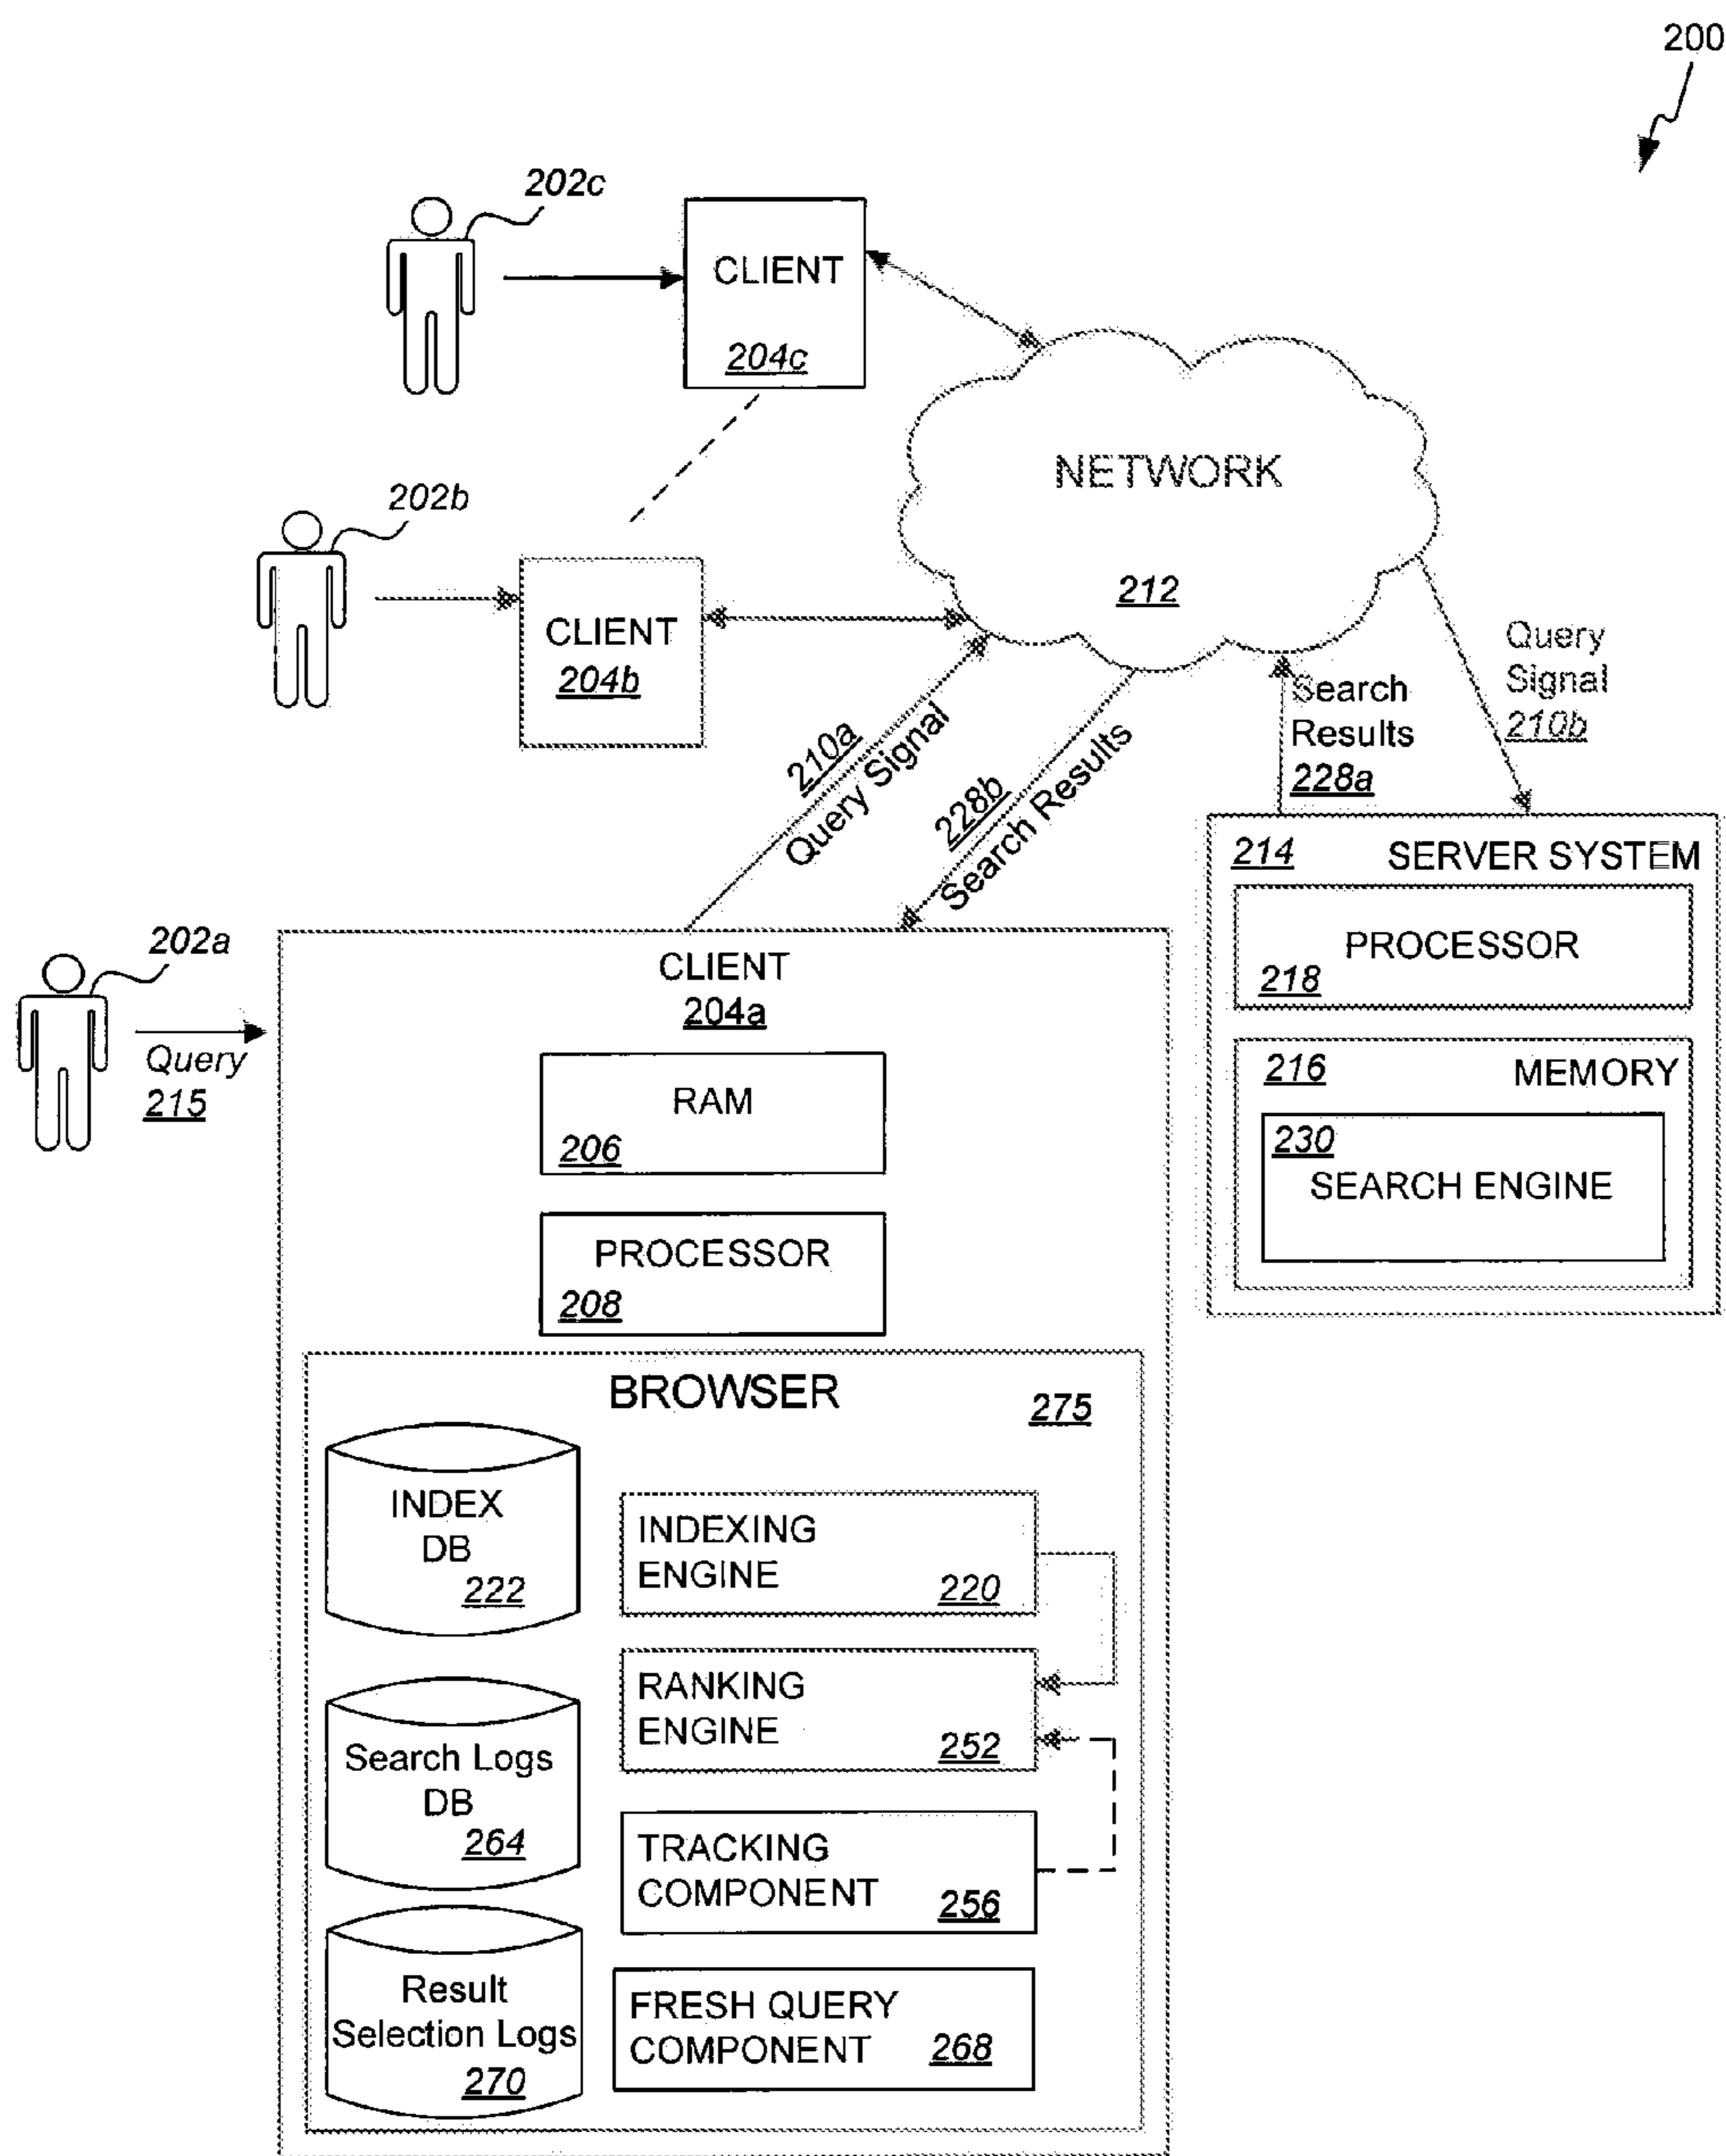 200
202c
CLIENT
204c
NETWORK
212
202b
CLIENT
204b
210a
Query Signal
228b
Search Results
Search
Results
228a
Query
Signal
210b
214
SERVER SYSTEM
PROCESSOR
218
216
MEMORY
230
SEARCH ENGINE
202a
Query
215
CLIENT
204a
RAM
206
PROCESSOR
208
BROWSER
275
INDEX
DB
222
INDEXING
ENGINE
220
RANKING
ENGINE
252
Search Logs
DB
264
TRACKING
COMPONENT
256
Result
Selection Logs
270
FRESH QUERY
COMPONENT
268